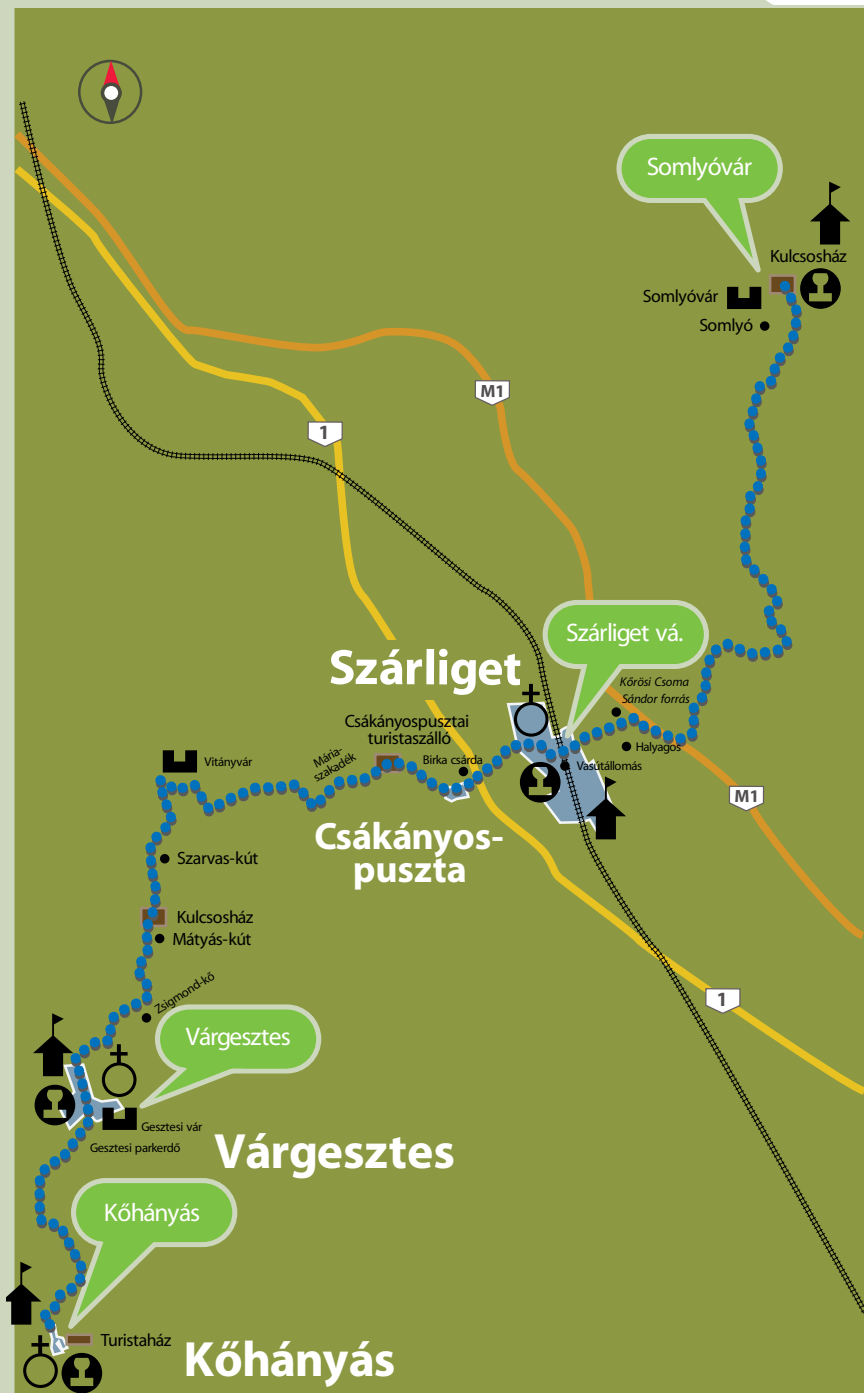 Somlyóvár
Kulcsosház
Somlyóvár
Somlyó
M1
1
Szárliget vá.
Szárliget
Kőrösi Csoma
Sándor forrás
Csákányospusztai
turistaszálló
Halyagos
Mária-
szakadék
Birka csárda
Vasútállomás
Vitányvár
M1
Csákányos-
puszta
Szarvas-kút
Kulcsosház
Mátyás-kút
1
Zsigmond-kő
Várgesztes
Gesztesi vár
Gesztesi parkerdő
Várgesztes
Kőhányás
Turistaház
Kőhányás